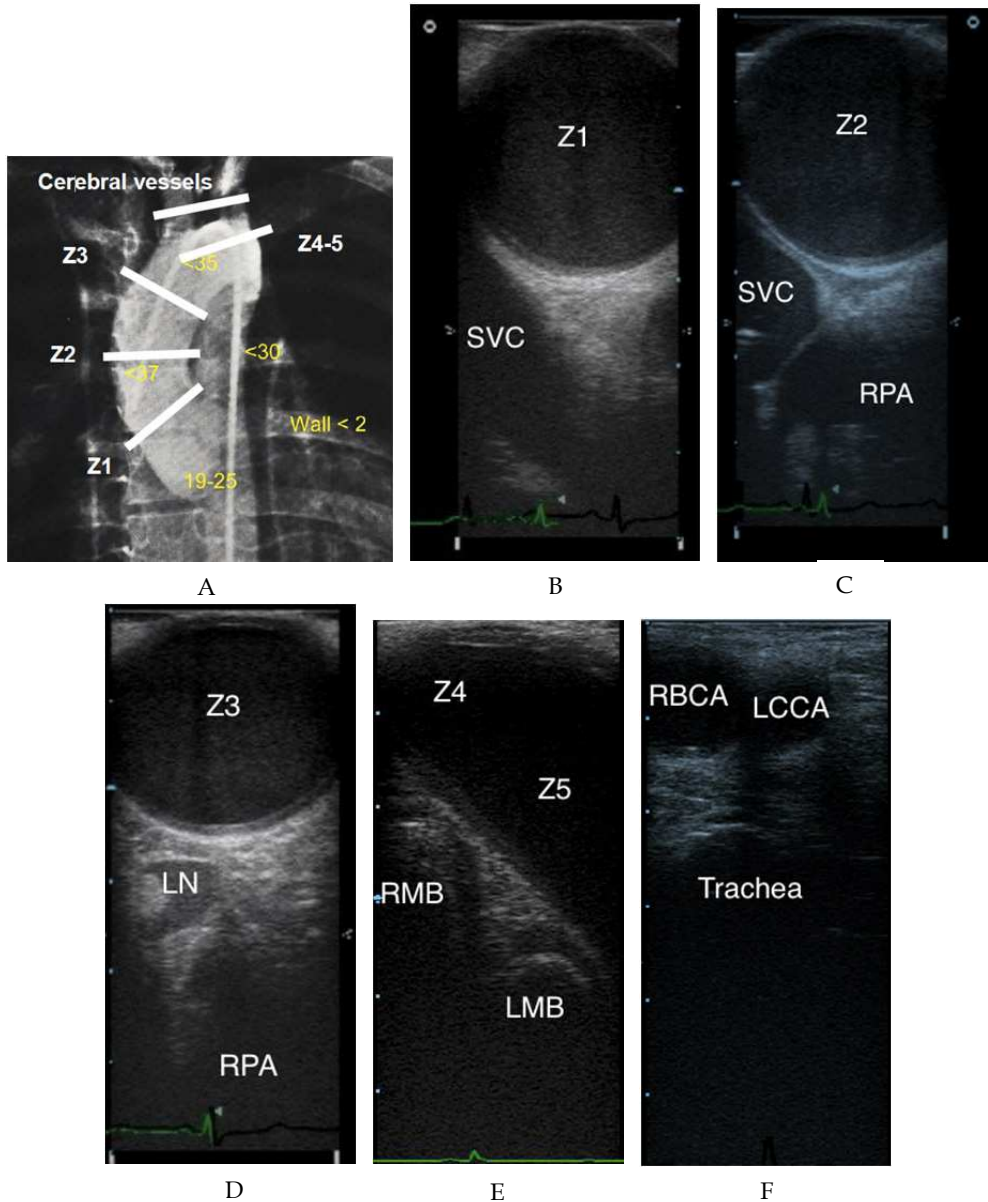 Cerebral vessels
Z3
<35
Z4-5
Z2
<37
<30
Wall < 2
Z1
19-25
A
Z1
SVC
B
Z2
SVC
RPA
C
Z3
LN
RPA
D
Z4
Z5
RMB
LMB
E
RBCA
LCCA
Trachea
F